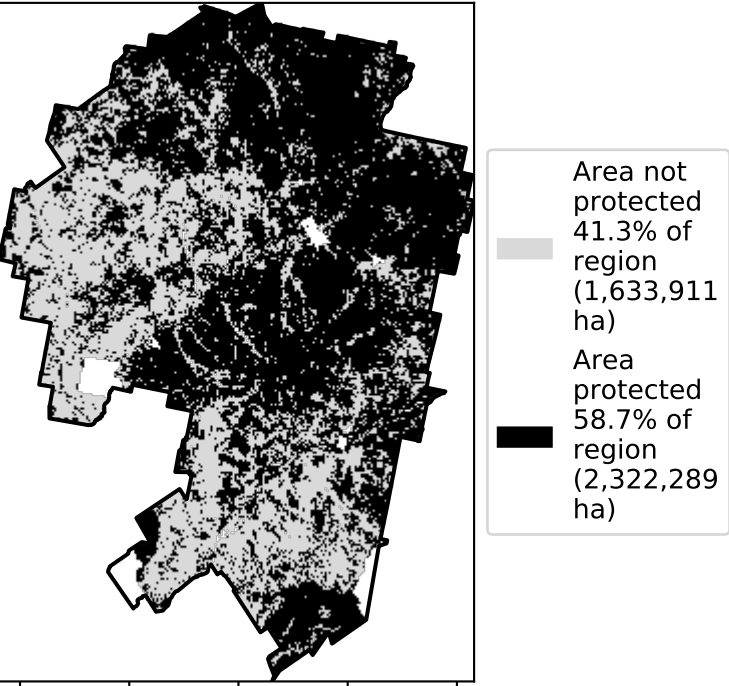 Area not
protected
41.3% of
region
(1,633,911
ha)
Area
protected
58.7% of
region
(2,322,289
ha)